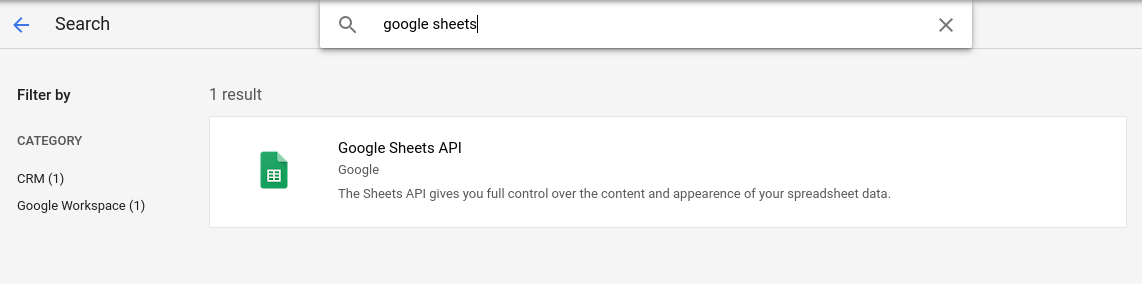 Search
google sheets
Filter by
1 result
CATEGORY
CRM (1)
Google Workspace (1)
Google Sheets API
Google
The Sheets API gives you full control over the content and appearence of your spreadsheet data.